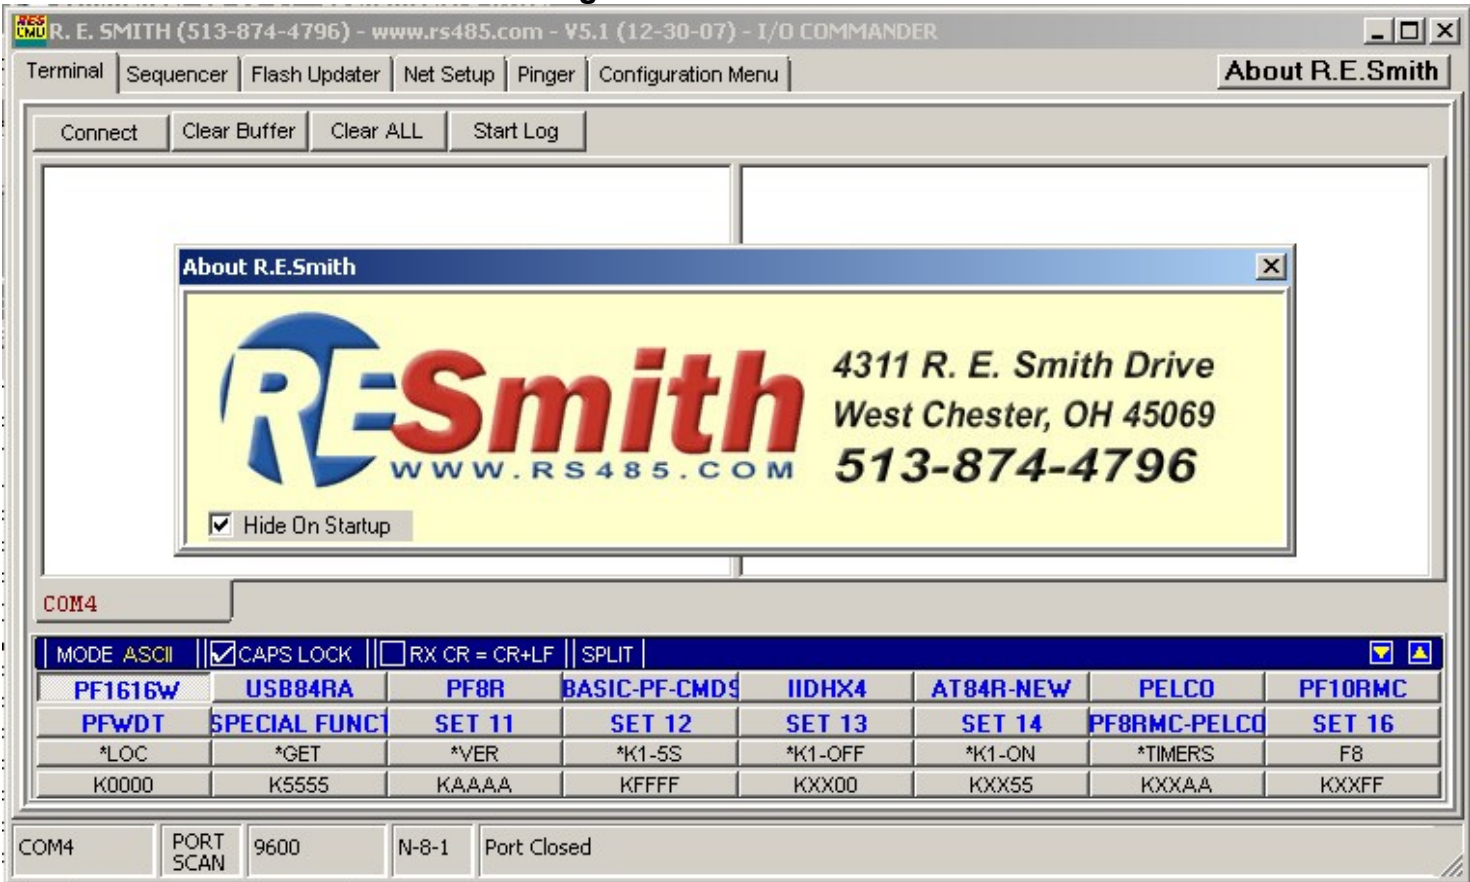 RES
CMD R. E. SMITH (513-874-4796) - www.rs485.com - V5.1 (12-30-07) - I/O COMMANDER
Terminal Sequencer Flash Updater Net Setup Pinger Configuration Menu About R.E.Smith
Connect Clear Buffer Clear ALL Start Log
About R.E.Smith
RESmith
WWW.RS485.COM
4311 R. E. Smith Drive
West Chester, OH 45069
513-874-4796
Hide On Startup
COM4
MODE ASCII CAPS LOCK RX CR = CR+LF SPLIT
PF1616W USB84RA PF8R BASIC-PF-CMDS IIDHX4 AT84R-NEW PELCO PF10RMC
PFWDT SPECIAL FUNCT SET 11 SET 12 SET 13 SET 14 PF8RMC-PELCO SET 16
*LOC *GET *VER *K1-5S *K1-OFF *K1-ON *TIMERS F8
K0000 K5555 KAAAA KFFFF KXX00 KXX55 KXXAA KXXFF
COM4 PORT SCAN 9600 N-8-1 Port Closed